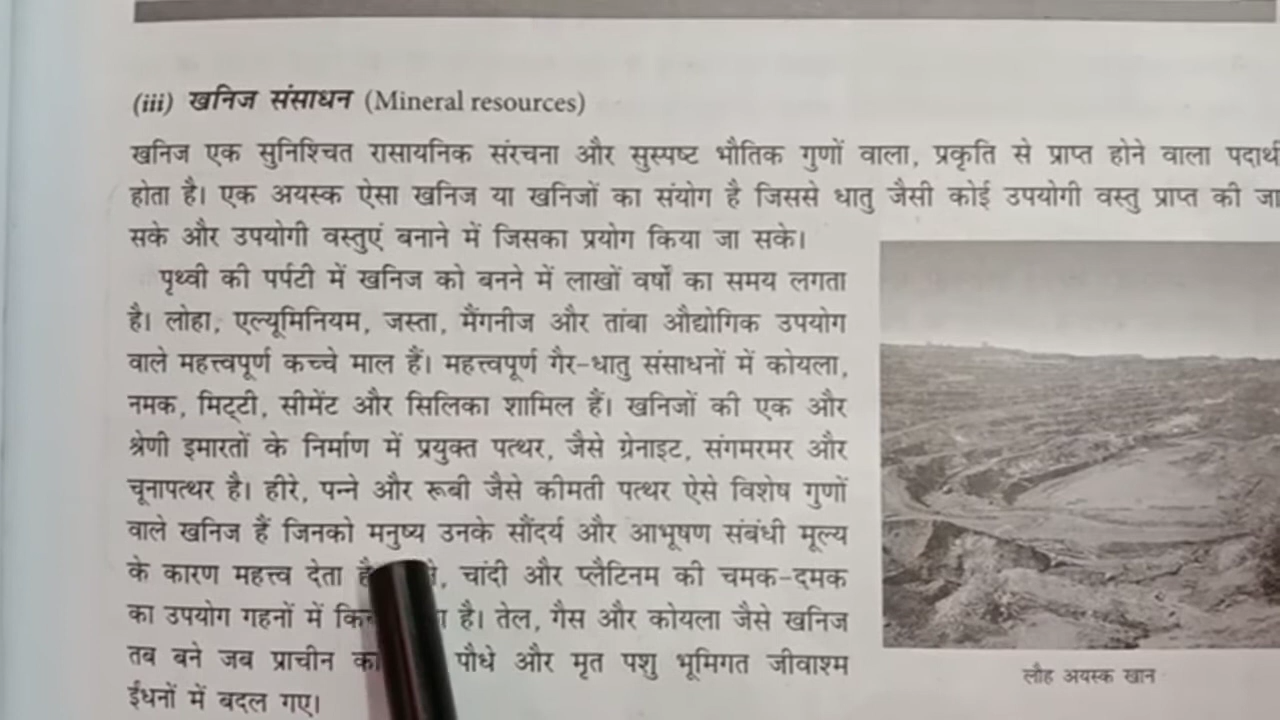 (iii) खनिज संसाधन (Mineral resources)
खनिज एक सुनिश्चित रासायनिक संरचना और सुस्पष्ट भौतिक गुणों वाला, प्रकृति से प्राप्त होने वाला पदार्थ
होता है। एक अयस्क ऐसा खनिज या खनिजों का संयोग है जिससे धातु जैसी कोई उपयोगी वस्तु प्राप्त की जा
सके और उपयोगी वस्तुएं बनाने में जिसका प्रयोग किया जा सके।
पृथ्वी की पर्पटी में खनिज को बनने में लाखों वर्षों का समय लगता
है। लोहा, एल्यूमिनियम, जस्ता, मैंगनीज और तांबा औद्योगिक उपयोग
वाले महत्त्वपूर्ण कच्चे माल हैं। महत्त्वपूर्ण गैर-धातु संसाधनों में कोयला,
नमक, मिट्टी, सीमेंट और सिलिका शामिल हैं। खनिजों की एक और
श्रेणी इमारतों के निर्माण में प्रयुक्त पत्थर, जैसे ग्रेनाइट, संगमरमर और
चूनापत्थर है। हीरे, पन्ने और रूबी जैसे कीमती पत्थर ऐसे विशेष गुणों
वाले खनिज हैं जिनको मनुष्य उनके सौंदर्य और आभूषण संबंधी मूल्य
के कारण महत्त्व देता चांदी और प्लैटिनम की चमक-दमक
का उपयोग गहनों में है। तेल, गैस और कोयला जैसे खनिज
तब बने जब प्राचीन पौधे और मृत पशु भूमिगत जीवाश्म
ईंधनों में बदल गए।
लौह अयस्क खान